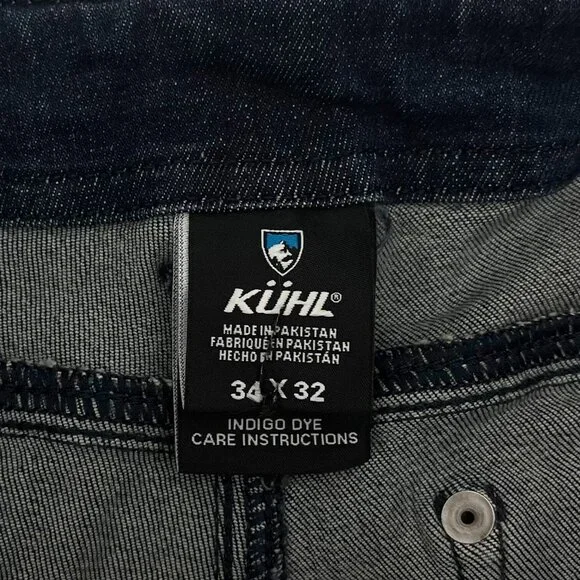 KÜHL®
MADE IN PAKISTAN
FABRIQUÉ EN PAKISTAN
HECHO EN PAKISTÁN
34 X 32
INDIGO DYE
CARE INSTRUCTIONS